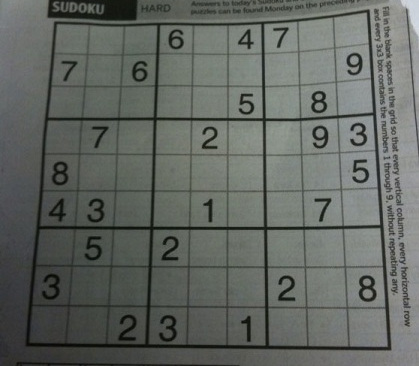 SUDOKU HARD
Answers to today's Sudoku
puzzles can be found Monday on the preceding
6 4 7
7 6 9
5 8
7 2 9 3
8 5
4 3 1 7
5 2
3 2 8
2 3 1
Fill in the blank spaces in the grid so that every vertical column, every horizontal row
and every 3x3 box contains the numbers 1 through 9, without repeating any.